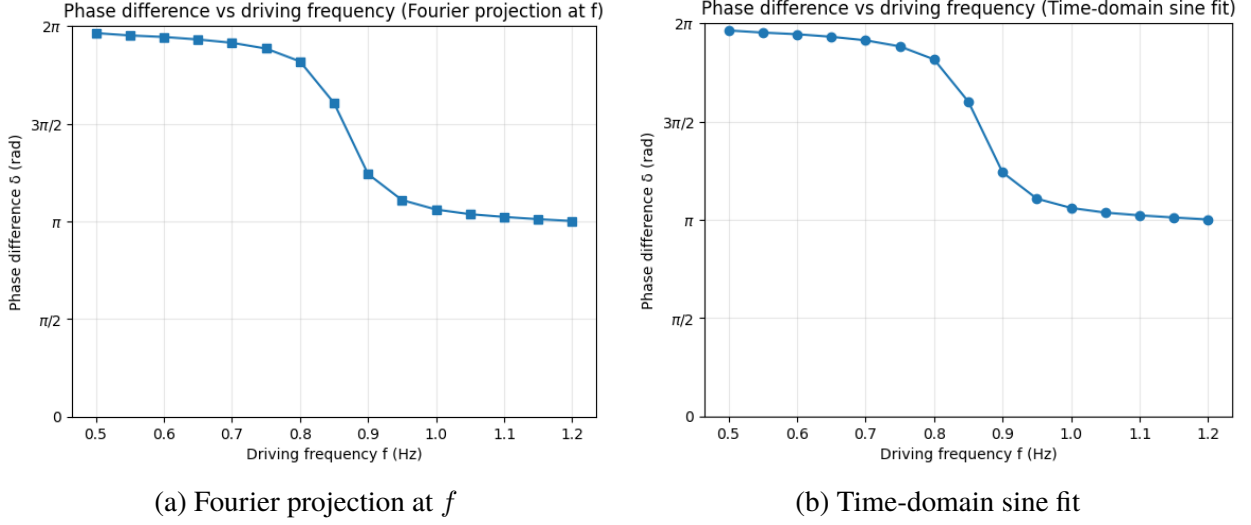 Phase difference vs driving frequency (Fourier projection at f)
2π
3π/2
π
π/2
0
Phase difference δ (rad)
0.5 0.6 0.7 0.8 0.9 1.0 1.1 1.2
Driving frequency f (Hz)
(a) Fourier projection at f
Phase difference vs driving frequency (Time-domain sine fit)
2π
3π/2
π
π/2
0
Phase difference δ (rad)
0.5 0.6 0.7 0.8 0.9 1.0 1.1 1.2
Driving frequency f (Hz)
(b) Time-domain sine fit